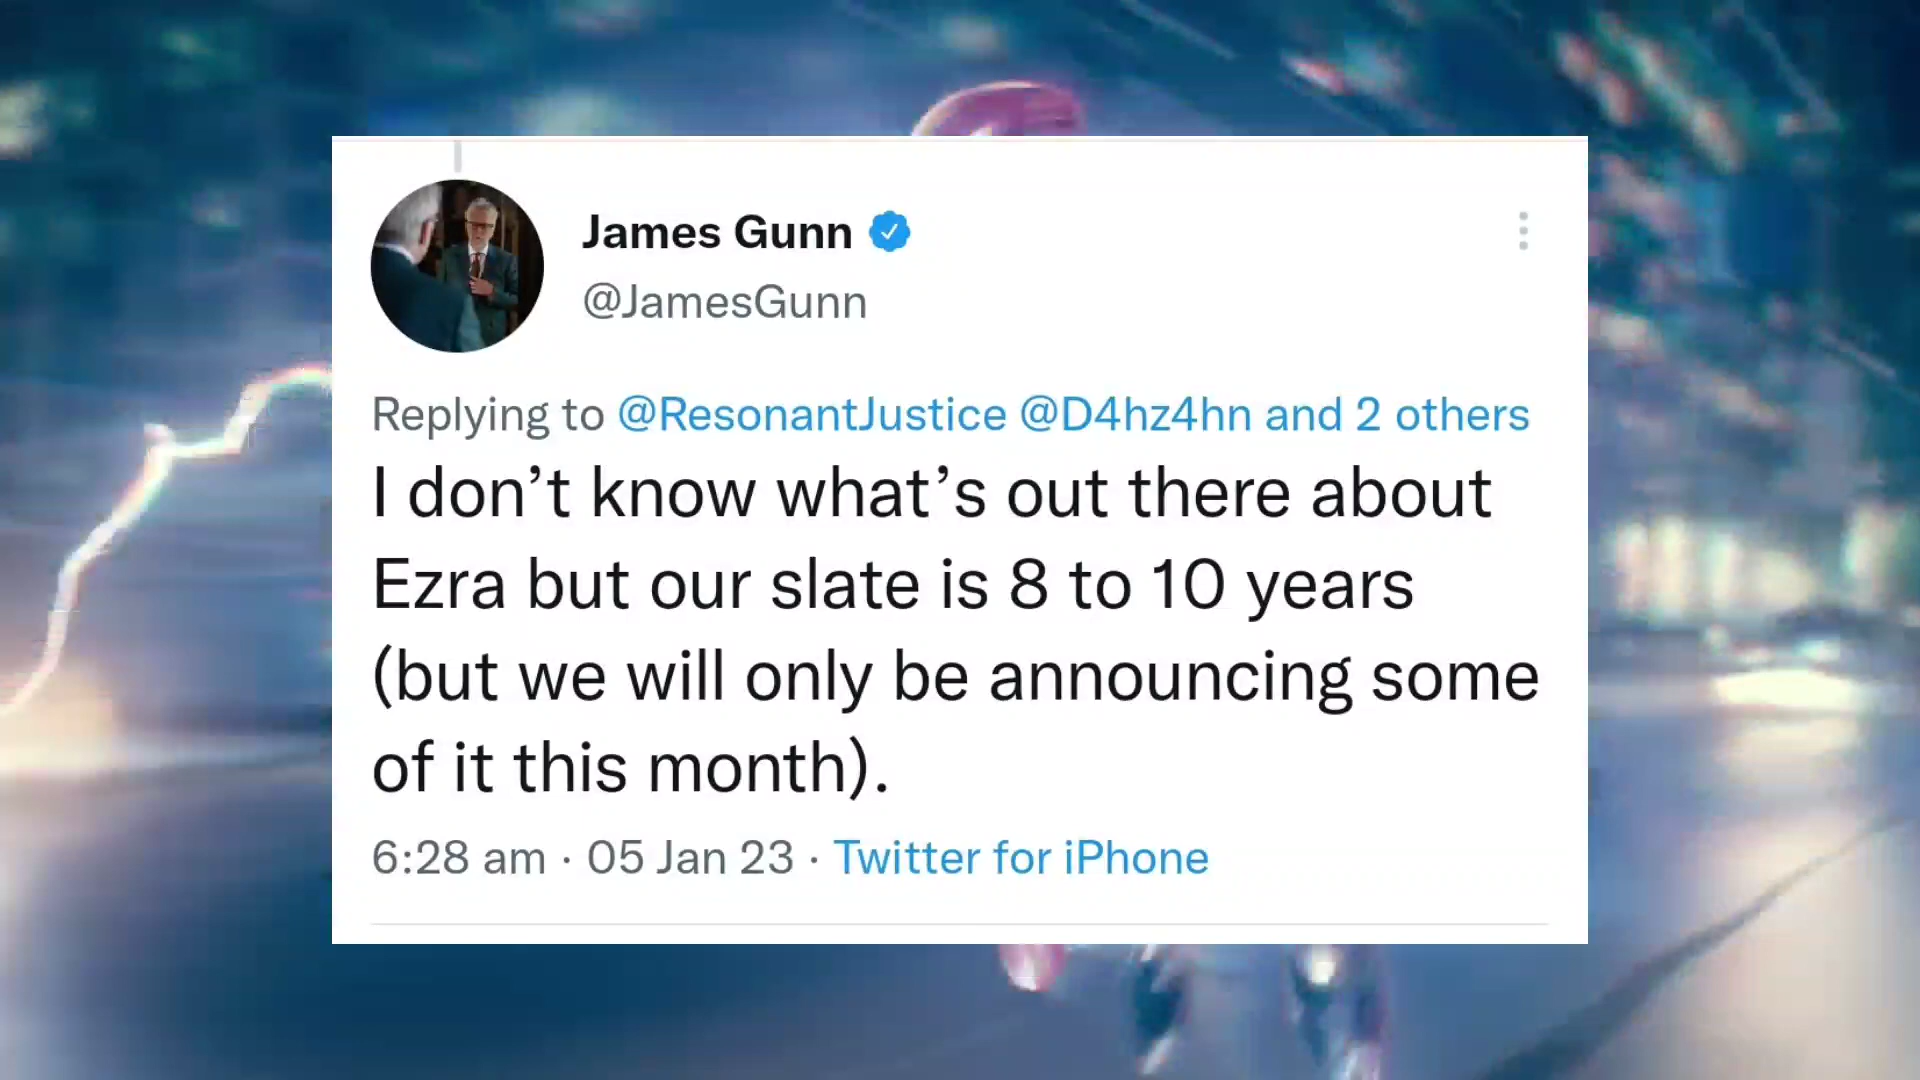 James Gunn
@JamesGunn
Replying to @ResonantJustice @D4hz4hn and 2 others
I don’t know what’s out there about
Ezra but our slate is 8 to 10 years
(but we will only be announcing some
of it this month).
6:28 am · 05 Jan 23 · Twitter for iPhone